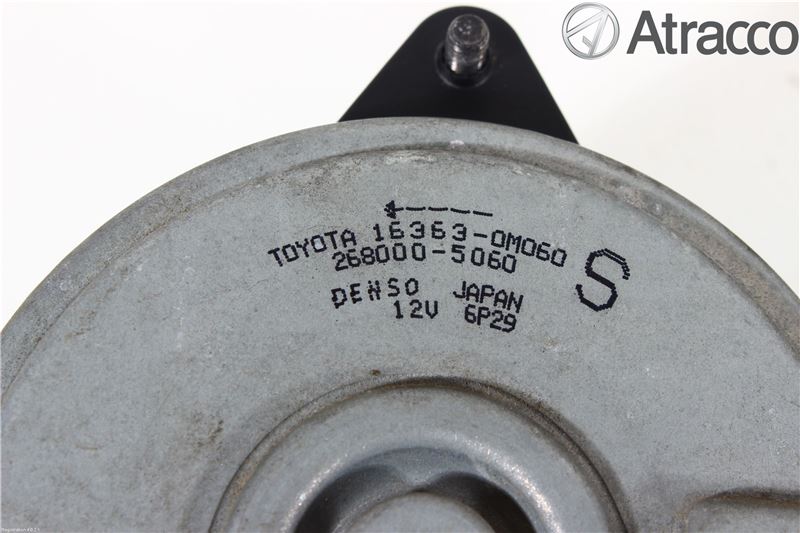 Atracco
TOYOTA 16363-0M060
268000-5060
S
DENSO JAPAN
12V 6P29